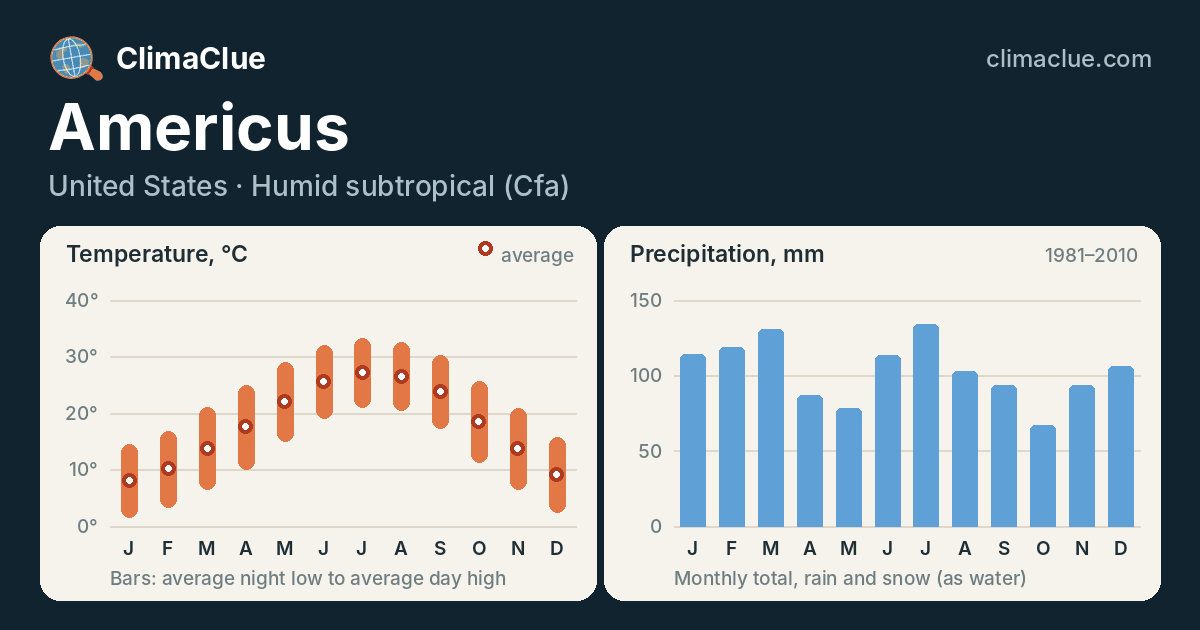 ClimaClue
climaclue.com
Americus
United States · Humid subtropical (Cfa)
Temperature, °C
average
40°
30°
20°
10°
0°
J F M A M J J A S O N D
Bars: average night low to average day high
Precipitation, mm
1981–2010
150
100
50
0
J F M A M J J A S O N D
Monthly total, rain and snow (as water)